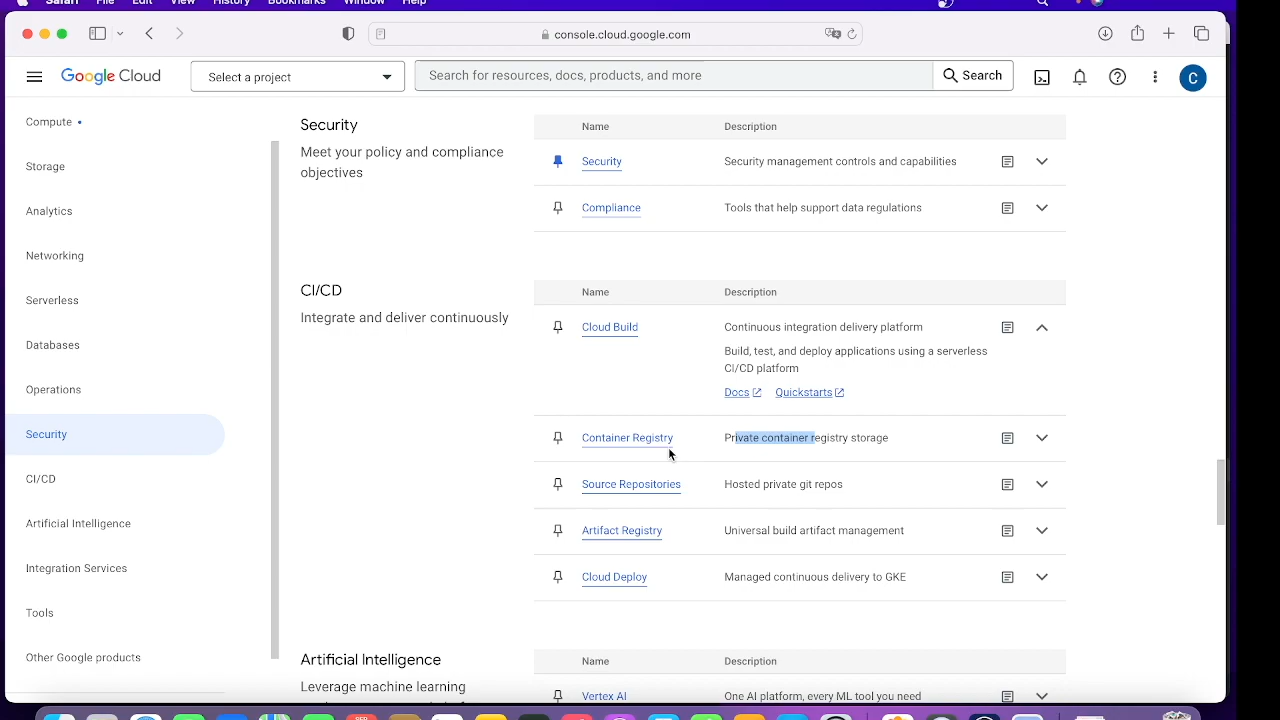 Safari File Edit View History Bookmarks Window Help
console.cloud.google.com
Google Cloud
Select a project
Search for resources, docs, products, and more
Search
C
Compute
Storage
Analytics
Networking
Serverless
Databases
Operations
Security
CI/CD
Artificial Intelligence
Integration Services
Tools
Other Google products
Security
Meet your policy and compliance
objectives
Name Description
Security Security management controls and capabilities
Compliance Tools that help support data regulations
CI/CD
Integrate and deliver continuously
Name Description
Cloud Build Continuous integration delivery platform
Build, test, and deploy applications using a serverless
CI/CD platform
Docs Quickstarts
Container Registry Private container registry storage
Source Repositories Hosted private git repos
Artifact Registry Universal build artifact management
Cloud Deploy Managed continuous delivery to GKE
Artificial Intelligence
Leverage machine learning
Name Description
Vertex AI One AI platform, every ML tool you need